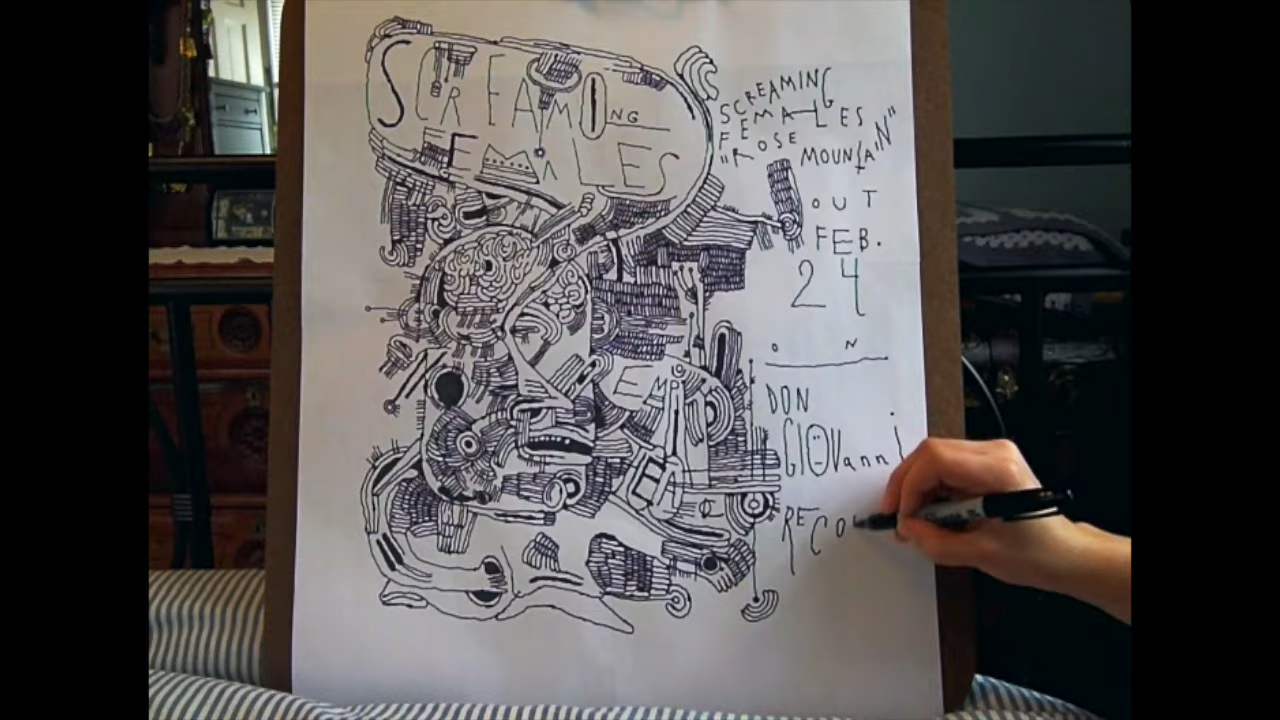 SCREAMING
FEMALES
SCREAMING
FEMALES
"ROSE
MOUNTAIN"
OUT
FEB.
24
ON
DON
GIOVanni
RECO